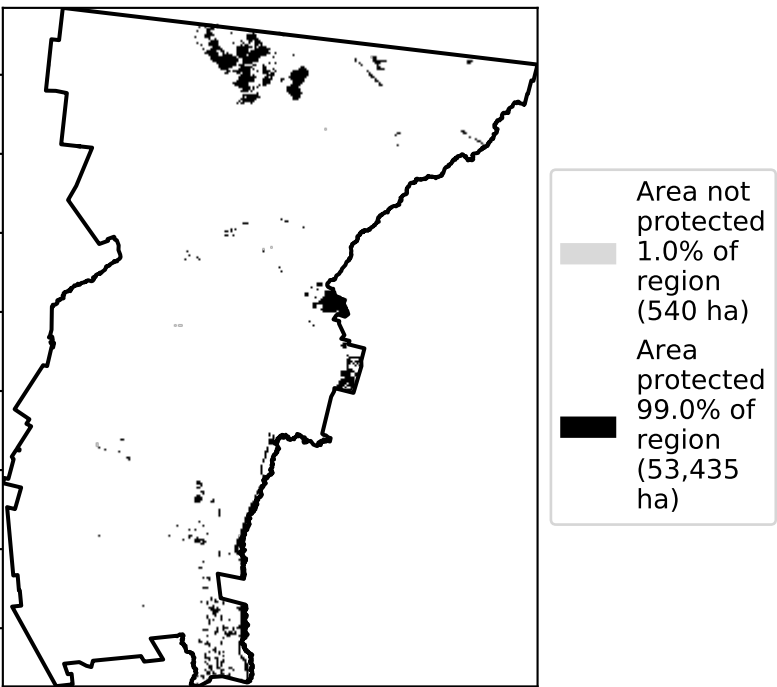 Area not
protected
1.0% of
region
(540 ha)
Area
protected
99.0% of
region
(53,435
ha)